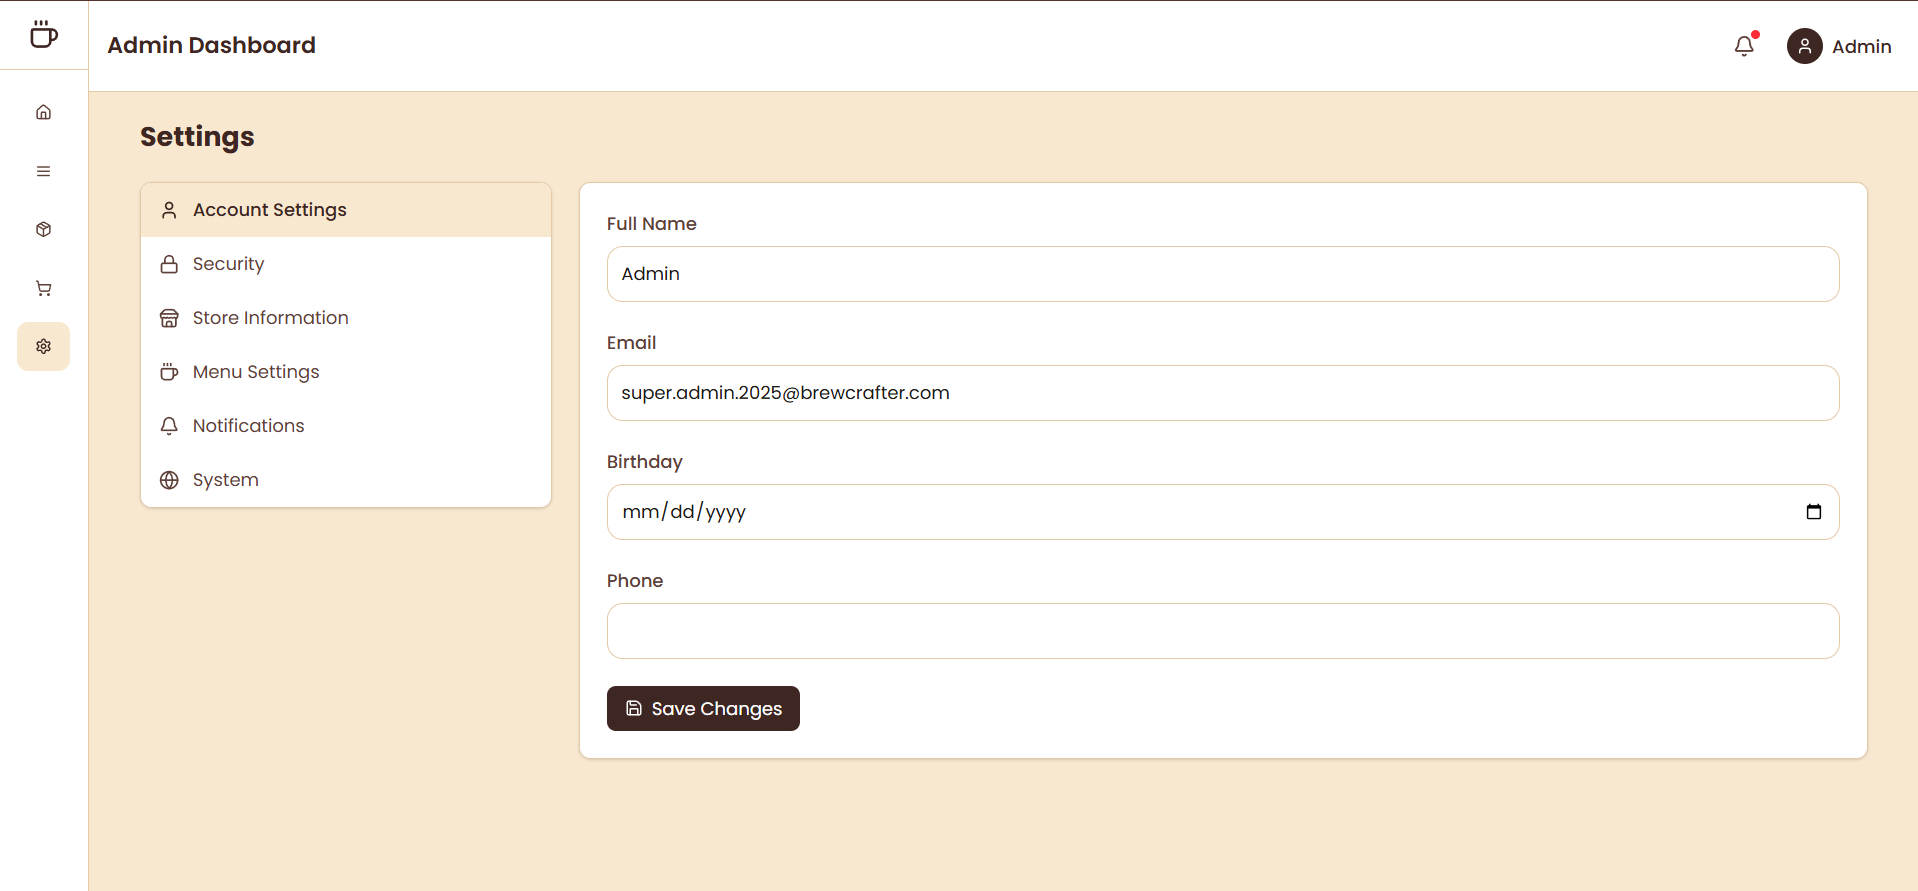 Admin Dashboard
Admin
Settings
Account Settings
Security
Store Information
Menu Settings
Notifications
System
Full Name
Admin
Email
super.admin.2025@brewcrafter.com
Birthday
mm/dd/yyyy
Phone
Save Changes